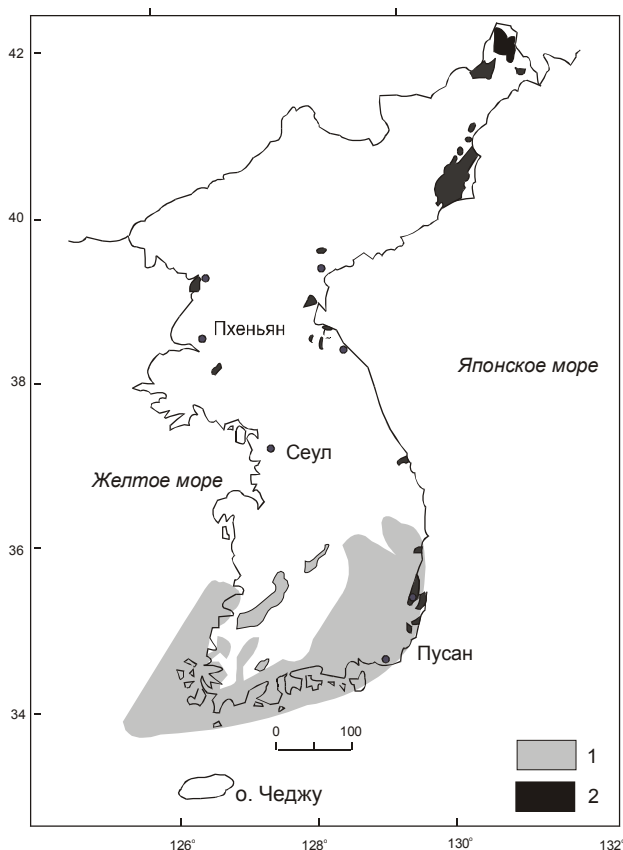 42
40
Пхеньян
38
Японское море
Сеул
Желтое море
36
Пусан
34
0 100
1
2
о. Чеджу
126° 128° 130° 132°